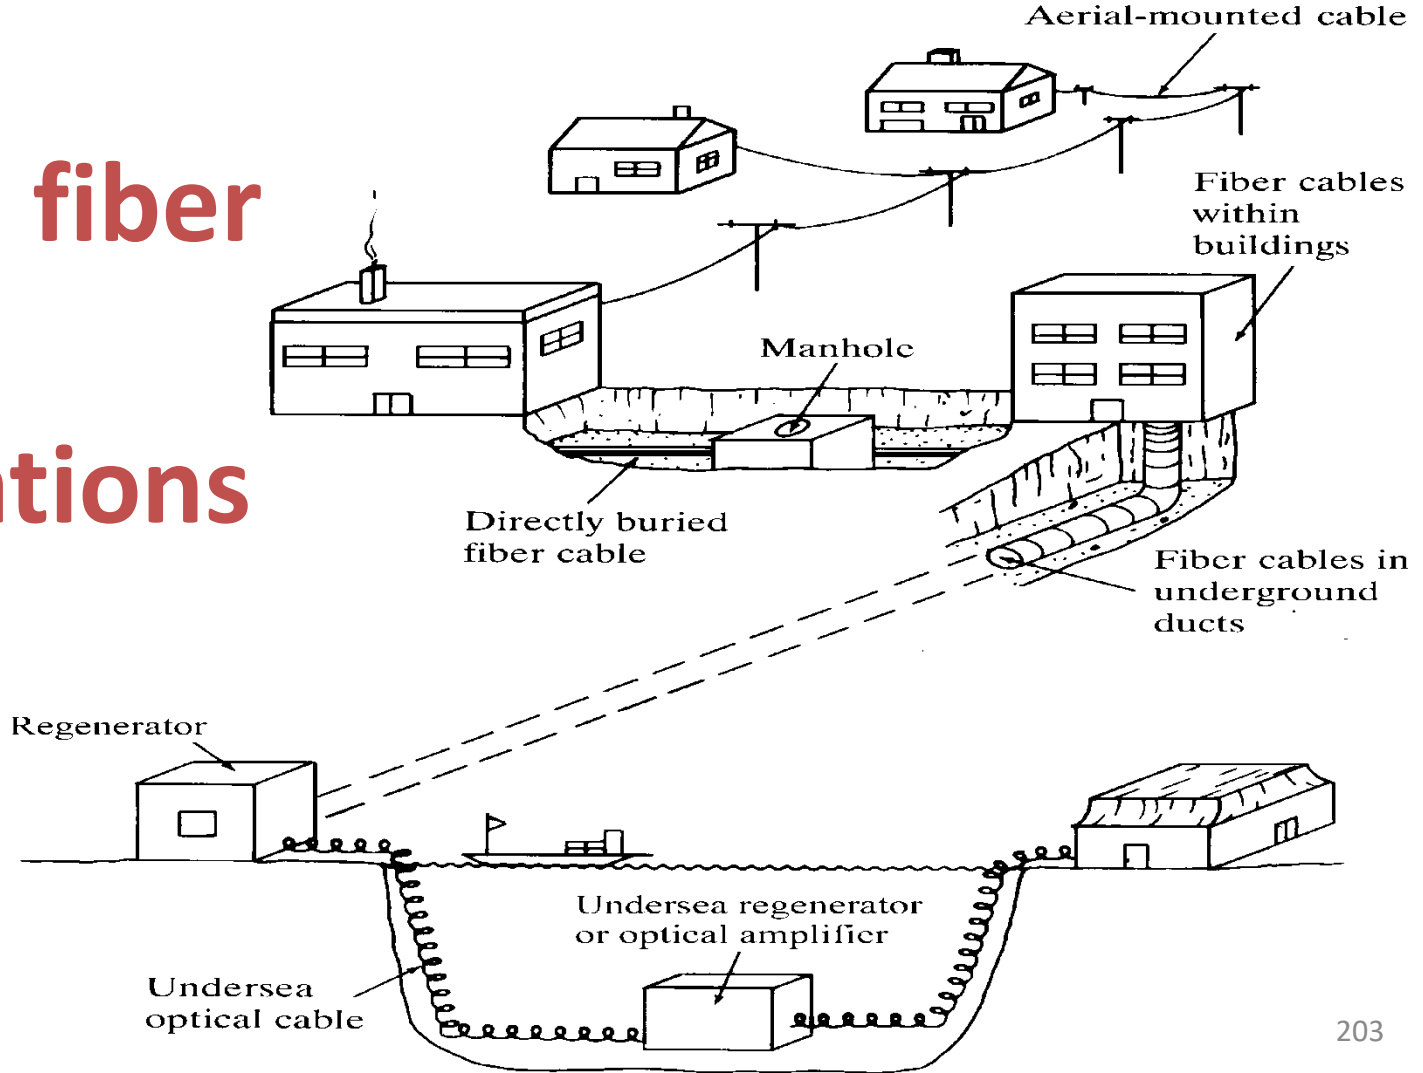 Aerial-mounted cable
fiber
Fiber cables
within
buildings
Manhole
ations
Directly buried
fiber cable
Fiber cables in
underground
ducts
Regenerator
Undersea regenerator
or optical amplifier
Undersea
optical cable
203